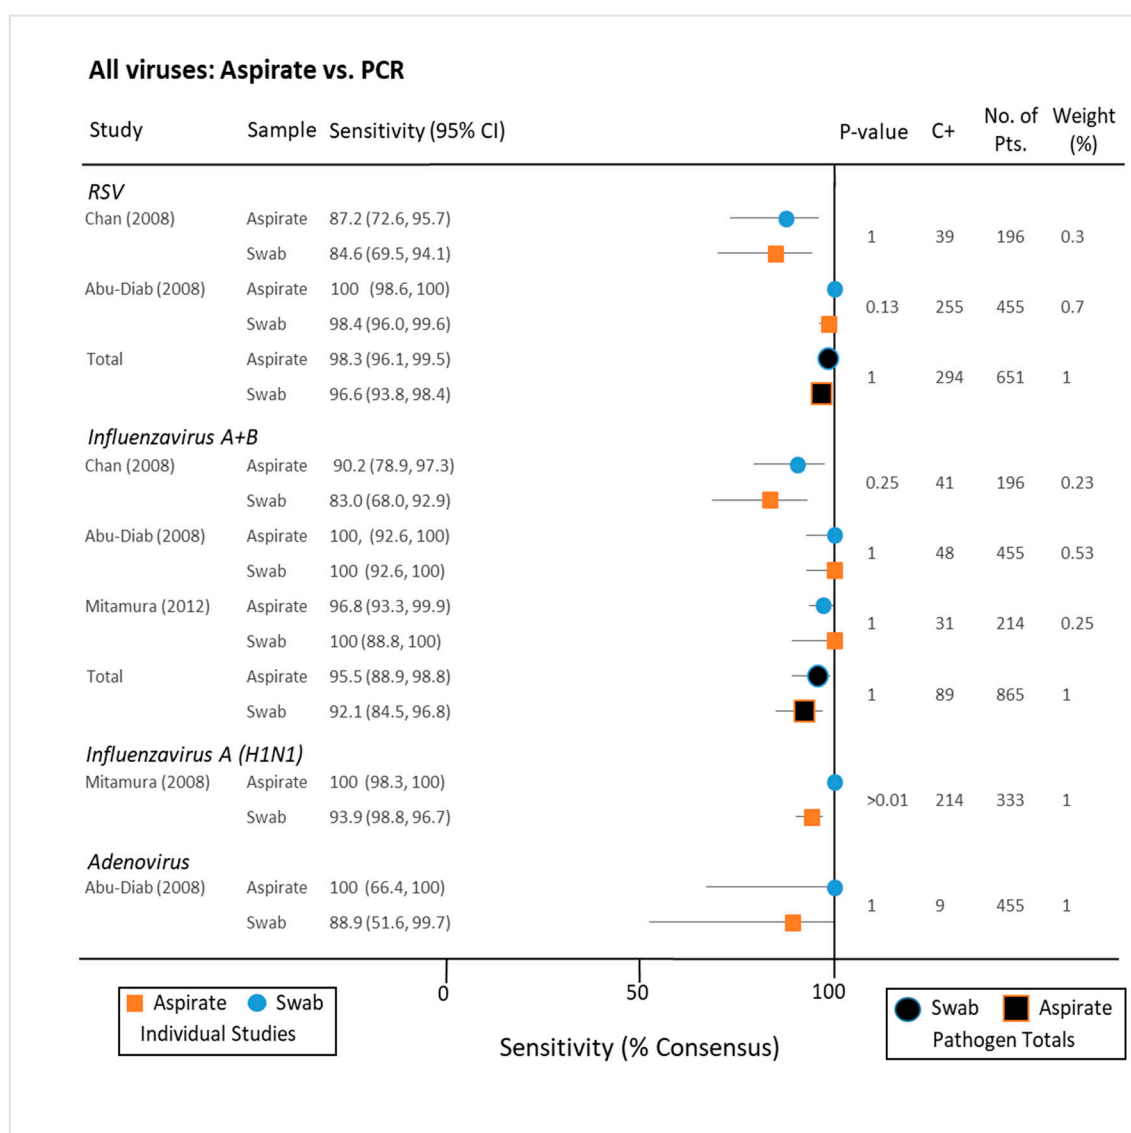 All viruses: Aspirate vs. PCR
Study Sample Sensitivity (95% CI) P-value C+ No. of Pts. Weight (%)
RSV
Chan (2008) Aspirate 87.2 (72.6, 95.7)
1 39 196 0.3
Swab 84.6 (69.5, 94.1)
Abu-Diab (2008) Aspirate 100 (98.6, 100)
0.13 255 455 0.7
Swab 98.4 (96.0, 99.6)
Total Aspirate 98.3 (96.1, 99.5)
1 294 651 1
Swab 96.6 (93.8, 98.4)
Influenzavirus A+B
Chan (2008) Aspirate 90.2 (78.9, 97.3)
0.25 41 196 0.23
Swab 83.0 (68.0, 92.9)
Abu-Diab (2008) Aspirate 100, (92.6, 100)
1 48 455 0.53
Swab 100 (92.6, 100)
Mitamura (2012) Aspirate 96.8 (93.3, 99.9)
1 31 214 0.25
Swab 100 (88.8, 100)
Total Aspirate 95.5 (88.9, 98.8)
1 89 865 1
Swab 92.1 (84.5, 96.8)
Influenzavirus A (H1N1)
Mitamura (2008) Aspirate 100 (98.3, 100)
>0.01 214 333 1
Swab 93.9 (98.8, 96.7)
Adenovirus
Abu-Diab (2008) Aspirate 100 (66.4, 100)
1 9 455 1
Swab 88.9 (51.6, 99.7)
0 50 100
Aspirate Swab
Individual Studies
Swab Aspirate
Pathogen Totals
Sensitivity (% Consensus)